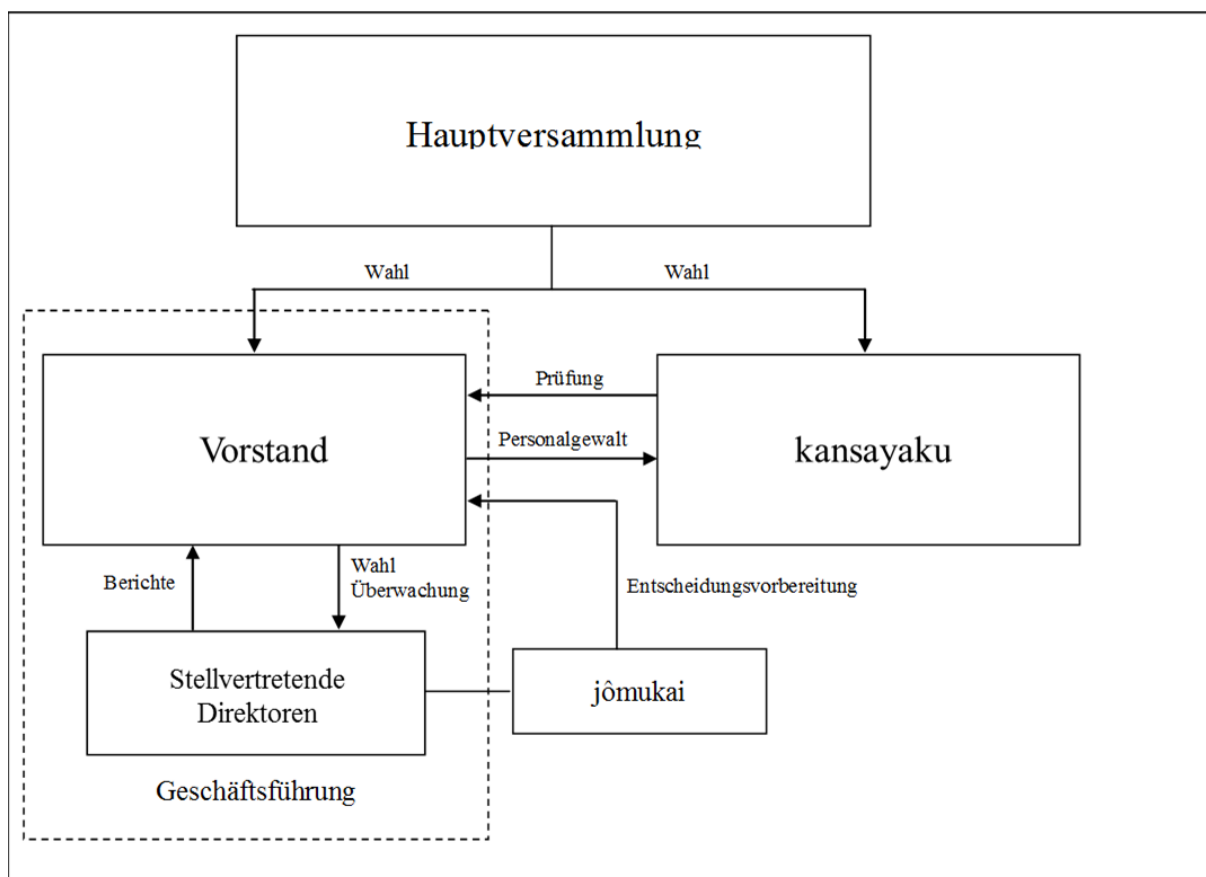 Hauptversammlung
Wahl
Wahl
Prüfung
Vorstand
Personalgewalt
kansayaku
Berichte
Wahl
Überwachung
Entscheidungsvorbereitung
Stellvertretende
Direktoren
jômukai
Geschäftsführung